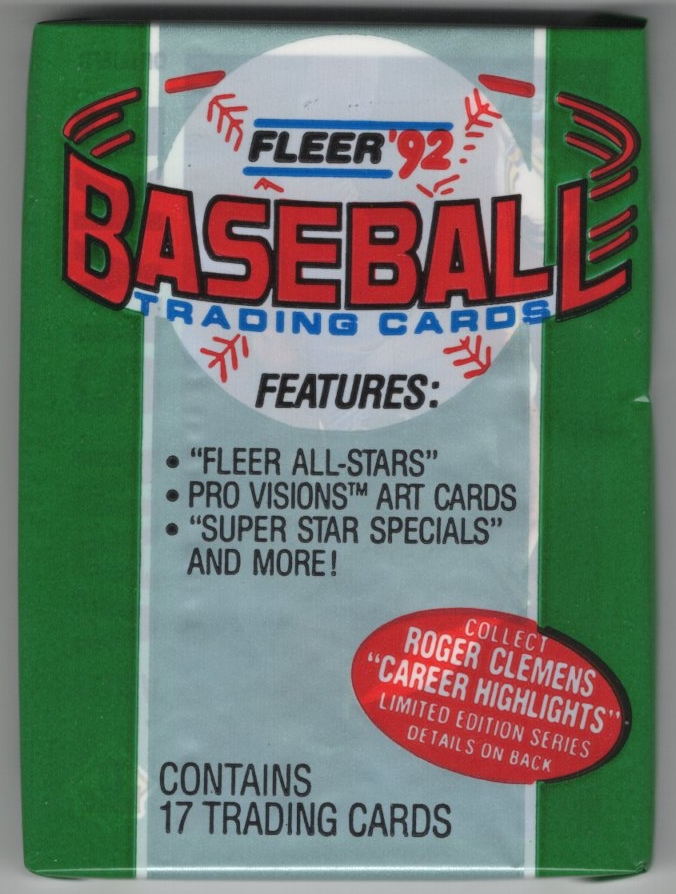 FLEER '92
BASEBALL
TRADING CARDS
FEATURES:
• "FLEER ALL-STARS"
• PRO VISIONS™ ART CARDS
• "SUPER STAR SPECIALS"
AND MORE!
COLLECT
ROGER CLEMENS
"CAREER HIGHLIGHTS"
LIMITED EDITION SERIES
DETAILS ON BACK
CONTAINS
17 TRADING CARDS